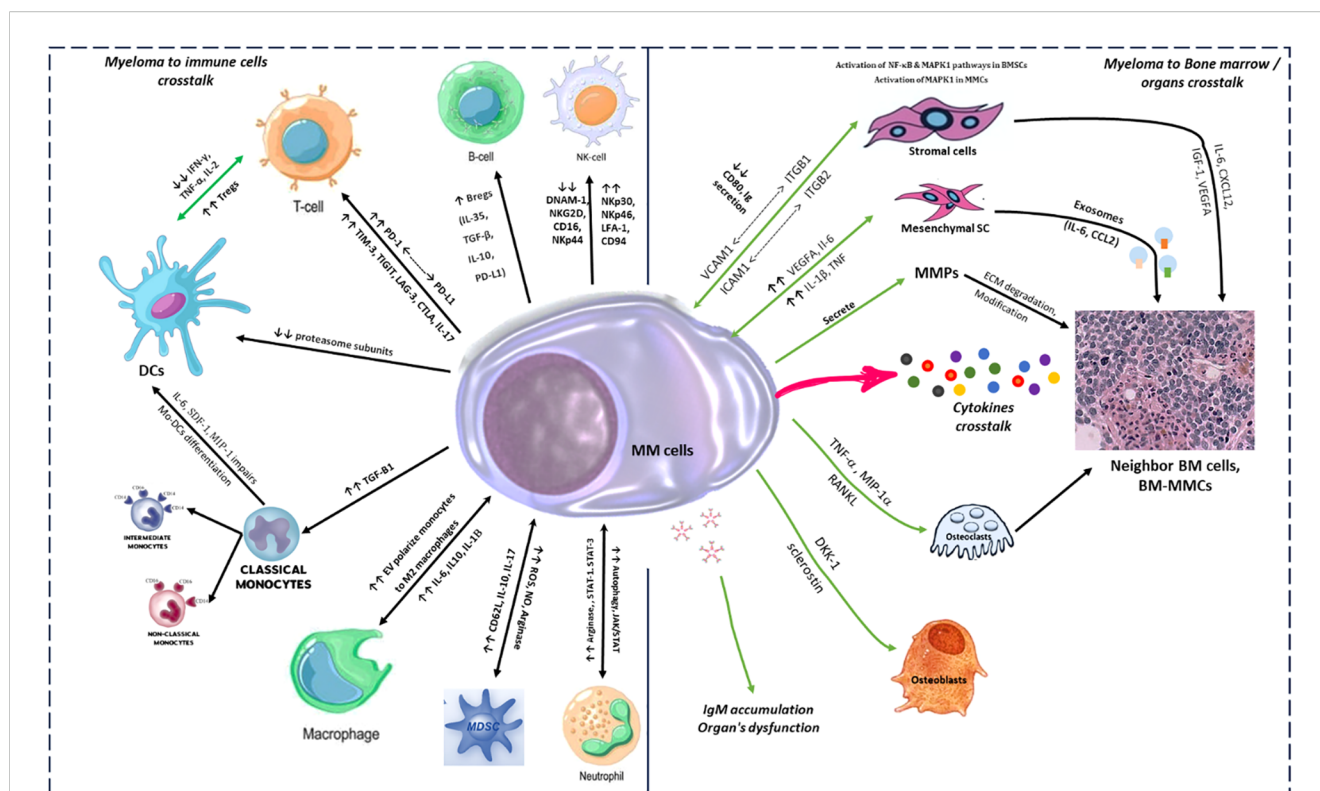 Myeloma to immune cells
crosstalk
T-cell
B-cell
NK-cell
↓↓ IFN-γ,
TNF-α, IL-2
↑↑ Tregs
↑↑ PD-1 <------> PD-L1
↑↑ TIM-3, TIGIT, LAG-3, CTLA, IL-17
↑ Bregs
(IL-35,
TGF-β,
IL-10,
PD-L1)
↓↓
DNAM-1,
NKG2D,
CD16,
NKp44
↑↑
NKp30,
NKp46,
LFA-1,
CD94
DCs
↓↓ proteasome subunits
IL-6, SDF-1, MIP-1 impairs
Mo-DCs differentiation
↑↑ TGF-B1
INTERMEDIATE
MONOCYTES
CLASSICAL
MONOCYTES
NON-CLASSICAL
MONOCYTES
↑↑ EV polarize monocytes
to M2 macrophages
↑↑ IL-6, IL10, IL-1B
Macrophage
↑↑ CD62L, IL-10, IL-17
↑↑ ROS, NO, Arginase
MDSC
↑↑ Arginase,, STAT-1. STAT-3
↑↑ Autophagy, JAK/STAT
Neutrophil
MM cells
Activation of NF-κB & MAPK1 pathways in BMSCs
Activation of MAPK1 in MMCs
Myeloma to Bone marrow /
organs crosstalk
Stromal cells
↓↓
CD80, Ig
secretion
VCAM1 <------> ITGB1
ICAM1 <------> ITGB2
IL-6, CXCL12,
IGF-1, VEGFA
Mesenchymal SC
Exosomes
(IL-6, CCL2)
↑↑ VEGFA, Il-6
↑↑ IL-1β, TNF
Secrete
MMPs
ECM degradation,
Modification
Cytokines
crosstalk
Neighbor BM cells,
BM-MMCs
TNF-α, MIP-1α
RANKL
Osteoclasts
DKK-1
sclerostin
Osteoblasts
IgM accumulation
Organ's dysfunction